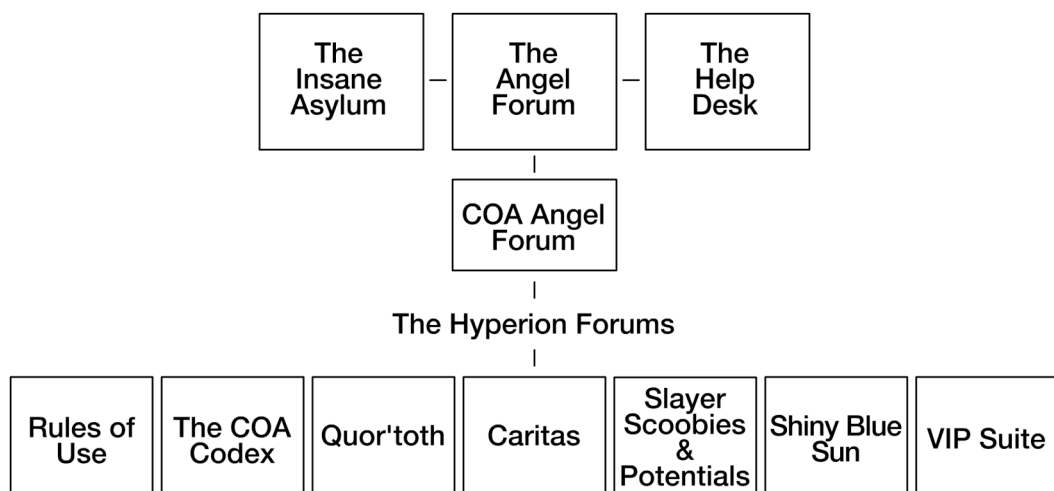 The
Insane
Asylum
The
Angel
Forum
The
Help
Desk
COA Angel
Forum
The Hyperion Forums
Rules of
Use
The COA
Codex
Quor'toth
Caritas
Slayer
Scoobies
&
Potentials
Shiny Blue
Sun
VIP Suite